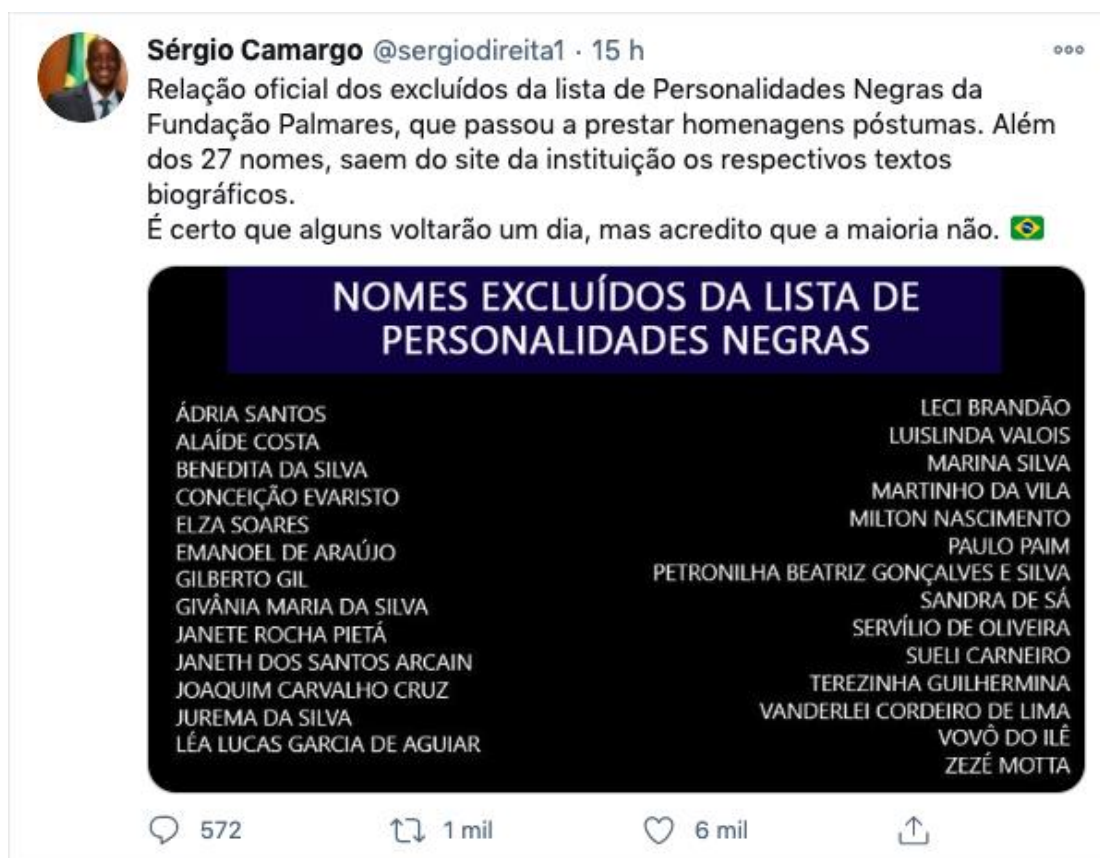 Sérgio Camargo @sergiodireita1 · 15 h
Relação oficial dos excluídos da lista de Personalidades Negras da
Fundação Palmares, que passou a prestar homenagens póstumas. Além
dos 27 nomes, saem do site da instituição os respectivos textos
biográficos.
É certo que alguns voltarão um dia, mas acredito que a maioria não.
NOMES EXCLUÍDOS DA LISTA DE
PERSONALIDADES NEGRAS
ÁDRIA SANTOS
ALAÍDE COSTA
BENEDITA DA SILVA
CONCEIÇÃO EVARISTO
ELZA SOARES
EMANOEL DE ARAÚJO
GILBERTO GIL
GIVÂNIA MARIA DA SILVA
JANETE ROCHA PIETÁ
JANETH DOS SANTOS ARCAIN
JOAQUIM CARVALHO CRUZ
JUREMA DA SILVA
LÉA LUCAS GARCIA DE AGUIAR
LECI BRANDÃO
LUISLINDA VALOIS
MARINA SILVA
MARTINHO DA VILA
MILTON NASCIMENTO
PAULO PAIM
PETRONILHA BEATRIZ GONÇALVES E SILVA
SANDRA DE SÁ
SERVÍLIO DE OLIVEIRA
SUELI CARNEIRO
TEREZINHA GUILHERMINA
VANDERLEI CORDEIRO DE LIMA
VOVÔ DO ILÊ
ZEZÉ MOTTA
572 1 mil 6 mil